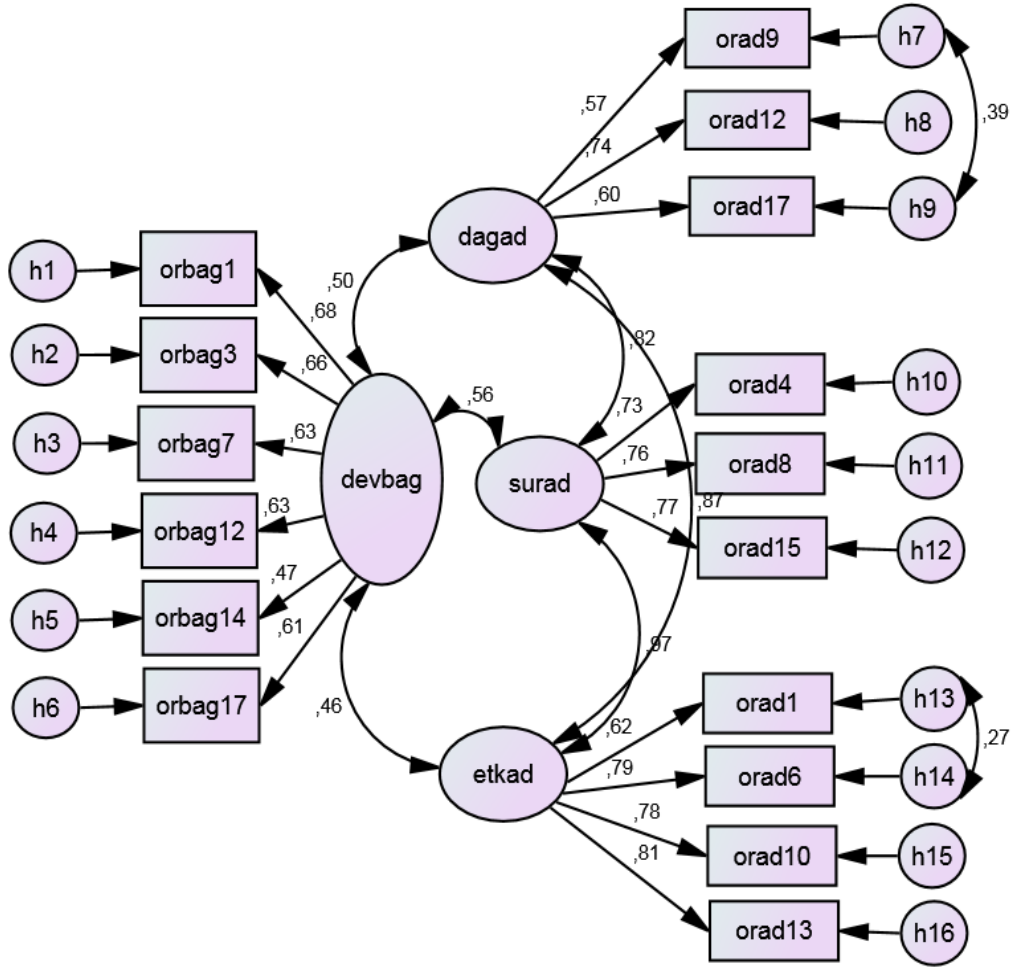 orad9
h7
,57
orad12
h8
,39
,74
orad17
h9
,60
dagad
h1
orbag1
,50
,68
h2
orbag3
,66
,82
orad4
h10
,73
h3
orbag7
,63
,56
devbag
surad
orad8
h11
,76
h4
orbag12
,63
,77
,87
orad15
h12
h5
orbag14
,47
h6
orbag17
,61
,97
,46
etkad
orad1
h13
,62
orad6
h14
,27
,79
orad10
h15
,78
orad13
h16
,81